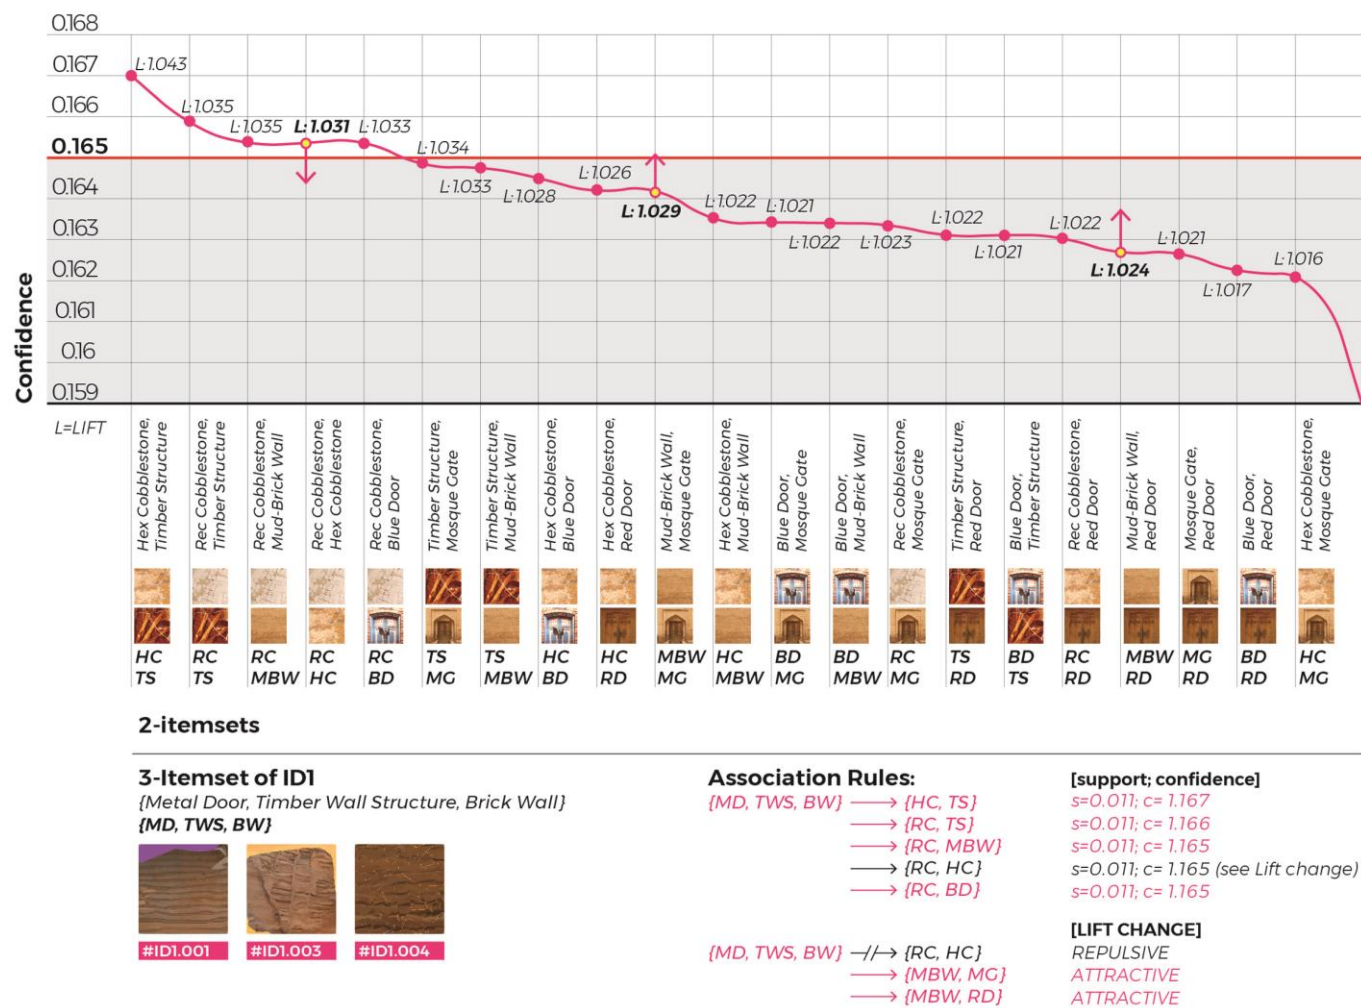 0.168
0.167
0.166
0.165
0.164
0.163
0.162
0.161
0.16
0.159
Confidence
L:1.043
L:1.035
L:1.035
L:1.031
L:1.033
L:1.034
L:1.033
L:1.028
L:1.026
L:1.029
L:1.022
L:1.021
L:1.022
L:1.023
L:1.022
L:1.021
L:1.022
L:1.024
L:1.021
L:1.017
L:1.016
L=LIFT
Hex Cobblestone,
Timber Structure
Rec Cobblestone,
Timber Structure
Rec Cobblestone,
Mud-Brick Wall
Rec Cobblestone,
Hex Cobblestone
Rec Cobblestone,
Blue Door
Timber Structure,
Mosque Gate
Timber Structure,
Mud-Brick Wall
Hex Cobblestone,
Blue Door
Hex Cobblestone,
Red Door
Mud-Brick Wall,
Mosque Gate
Hex Cobblestone,
Mud-Brick Wall
Blue Door,
Mosque Gate
Blue Door,
Mud-Brick Wall
Rec Cobblestone,
Mosque Gate
Timber Structure,
Red Door
Blue Door,
Timber Structure
Rec Cobblestone,
Red Door
Mud-Brick Wall,
Red Door
Mosque Gate,
Red Door
Blue Door,
Red Door
Hex Cobblestone,
Mosque Gate
HC RC RC RC RC TS TS HC HC MBW HC BD BD RC TS BD RC MBW MG BD HC
TS TS MBW HC BD MG MBW BD RD MG MBW MG MBW MG RD TS RD RD RD RD MG
2-itemsets
3-Itemset of ID1
{Metal Door, Timber Wall Structure, Brick Wall}
{MD, TWS, BW}
#ID1.001 #ID1.003 #ID1.004
Association Rules: [support; confidence]
{MD, TWS, BW} → {HC, TS} s=0.011; c= 1.167
→ {RC, TS} s=0.011; c= 1.166
→ {RC, MBW} s=0.011; c= 1.165
→ {RC, HC} s=0.011; c= 1.165 (see Lift change)
→ {RC, BD} s=0.011; c= 1.165
[LIFT CHANGE]
{MD, TWS, BW} –//→ {RC, HC} REPULSIVE
→ {MBW, MG} ATTRACTIVE
→ {MBW, RD} ATTRACTIVE